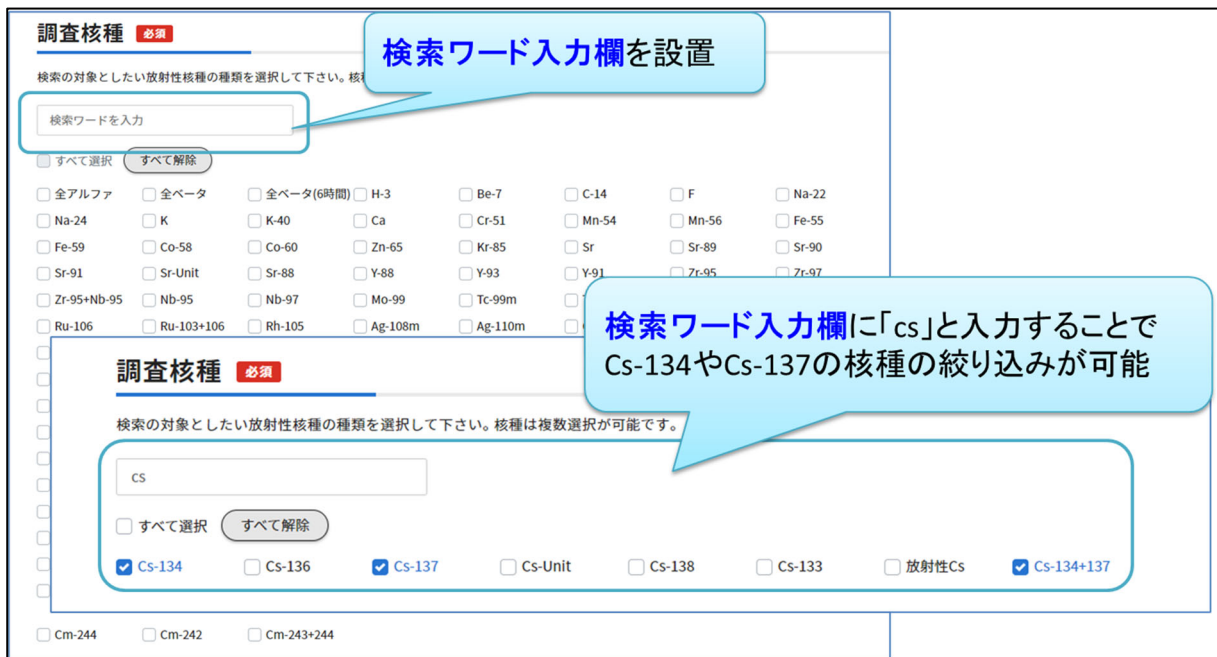 調査核種 必須
検索ワード入力欄を設置
検索の対象としたい放射性核種の種類を選択して下さい。
検索ワードを入力
すべて選択 すべて解除
全アルファ 全ベータ 全ベータ(6時間) H-3 Be-7 C-14 F Na-22
Na-24 K K-40 Ca Cr-51 Mn-54 Mn-56 Fe-55
Fe-59 Co-58 Co-60 Zn-65 Kr-85 Sr Sr-89 Sr-90
Sr-91 Sr-Unit Sr-88 Y-88 Y-93 Y-91 Zr-95 Zr-97
Zr-95+Nb-95 Nb-95 Nb-97 Mo-99 Tc-99m
Ru-106 Ru-103+106 Rh-105 Ag-108m Ag-110m
検索ワード入力欄に「cs」と入力することで
Cs-134やCs-137の核種の絞り込みが可能
調査核種 必須
検索の対象としたい放射性核種の種類を選択して下さい。核種は複数選択が可能です。
cs
すべて選択 すべて解除
Cs-134 Cs-136 Cs-137 Cs-Unit Cs-138 Cs-133 放射性Cs Cs-134+137
Cm-244 Cm-242 Cm-243+244